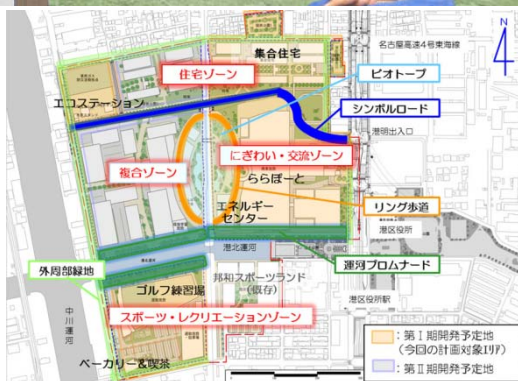 集合住宅
名古屋高速4号東海線
N
住宅ゾーン
ビオトープ
エコステーション
シンボルロード
港明出入口
複合ゾーン
にぎわい・交流ゾーン
ららぽーと
エネルギー
センター
リング歩道
港区役所
港北運河
外周部緑地
運河プロムナード
ゴルフ練習場
邦和スポーツランド
(既存)
港区役所駅
中川運河
スポーツ・レクリエーションゾーン
ベーカリー&喫茶
:第Ⅰ期開発予定地
(今回の計画対象エリア)
:第Ⅱ期開発予定地